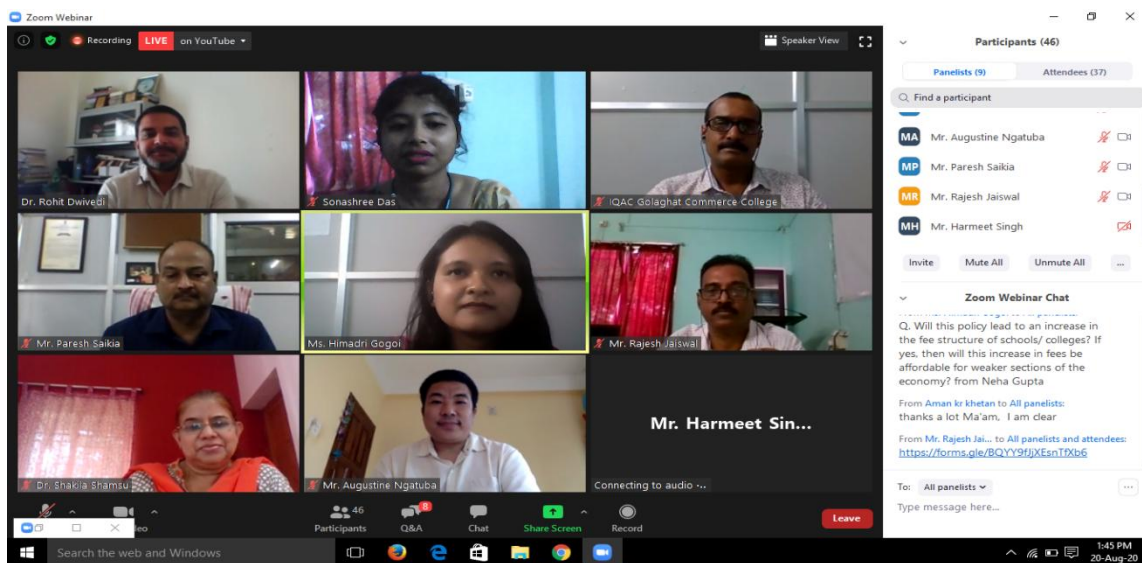 Zoom Webinar
Recording LIVE on YouTube
Speaker View
Dr. Rohit Dwivedi
Sonashree Das
IQAC Golaghat Commerce College
Mr. Paresh Saikia
Ms. Himadri Gogoi
Mr. Rajesh Jaiswal
Dr. Shakila Shamsu
Mr. Augustine Ngatuba
Mr. Harmeet Sin...
Connecting to audio ...
46
8
Participants
Q&A
Chat
Share Screen
Record
Leave
Participants (46)
Panelists (9)
Attendees (37)
Find a participant
MA Mr. Augustine Ngatuba
MP Mr. Paresh Saikia
MR Mr. Rajesh Jaiswal
MH Mr. Harmeet Singh
Invite
Mute All
Unmute All
...
Zoom Webinar Chat
Q. Will this policy lead to an increase in
the fee structure of schools/ colleges? If
yes, then will this increase in fees be
affordable for weaker sections of the
economy? from Neha Gupta
From Aman kr khetan to All panelists:
thanks a lot Ma'am, I am clear
From Mr. Rajesh Jai... to All panelists and attendees:
https://forms.gle/BQYY9fJjXEsnTfXb6
To: All panelists
Type message here...
Search the web and Windows
1:45 PM
20-Aug-20